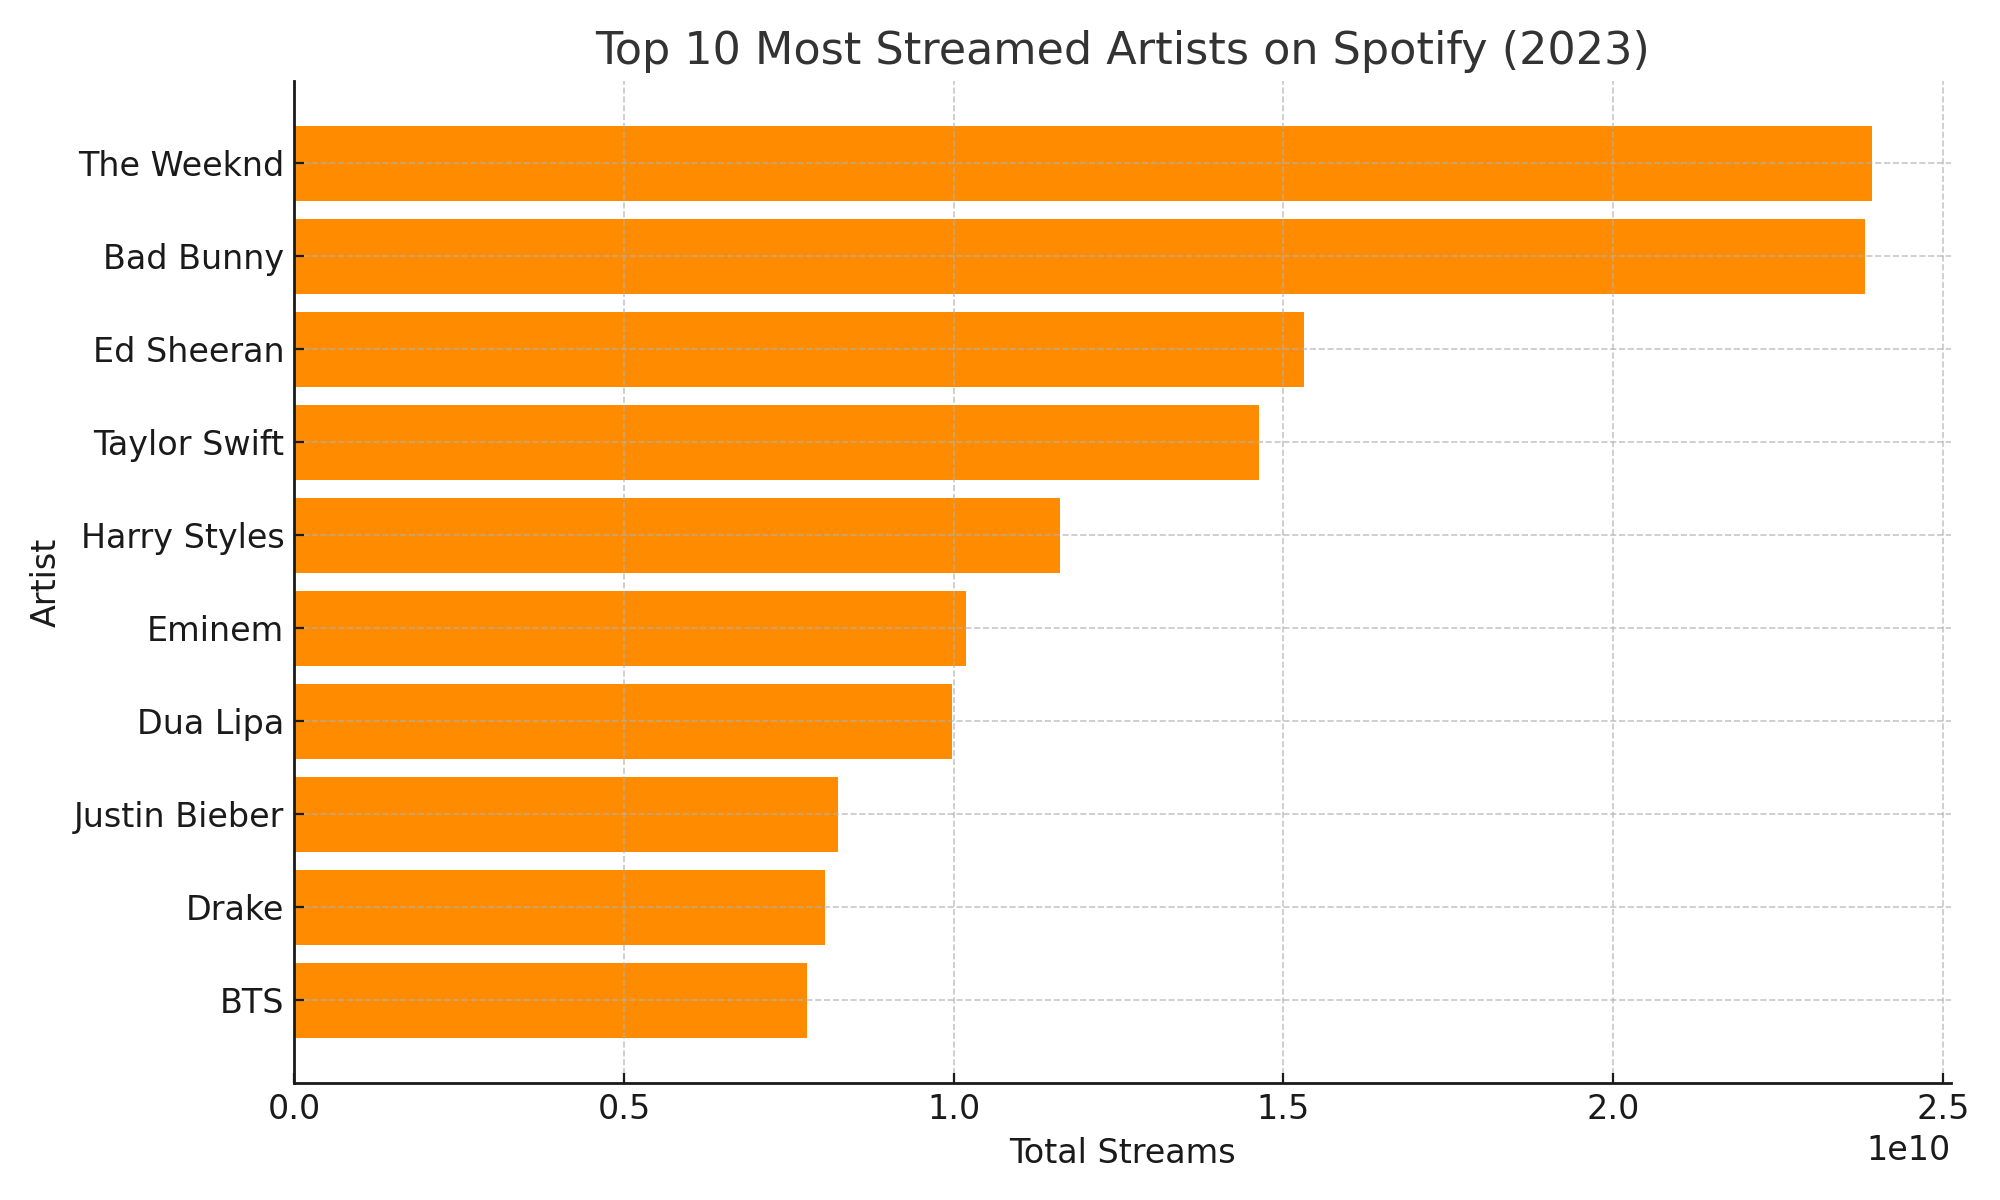 Top 10 Most Streamed Artists on Spotify (2023)
The Weeknd
Bad Bunny
Ed Sheeran
Taylor Swift
Harry Styles
Eminem
Dua Lipa
Justin Bieber
Drake
BTS
Artist
0.0 0.5 1.0 1.5 2.0 2.5
1e10
Total Streams